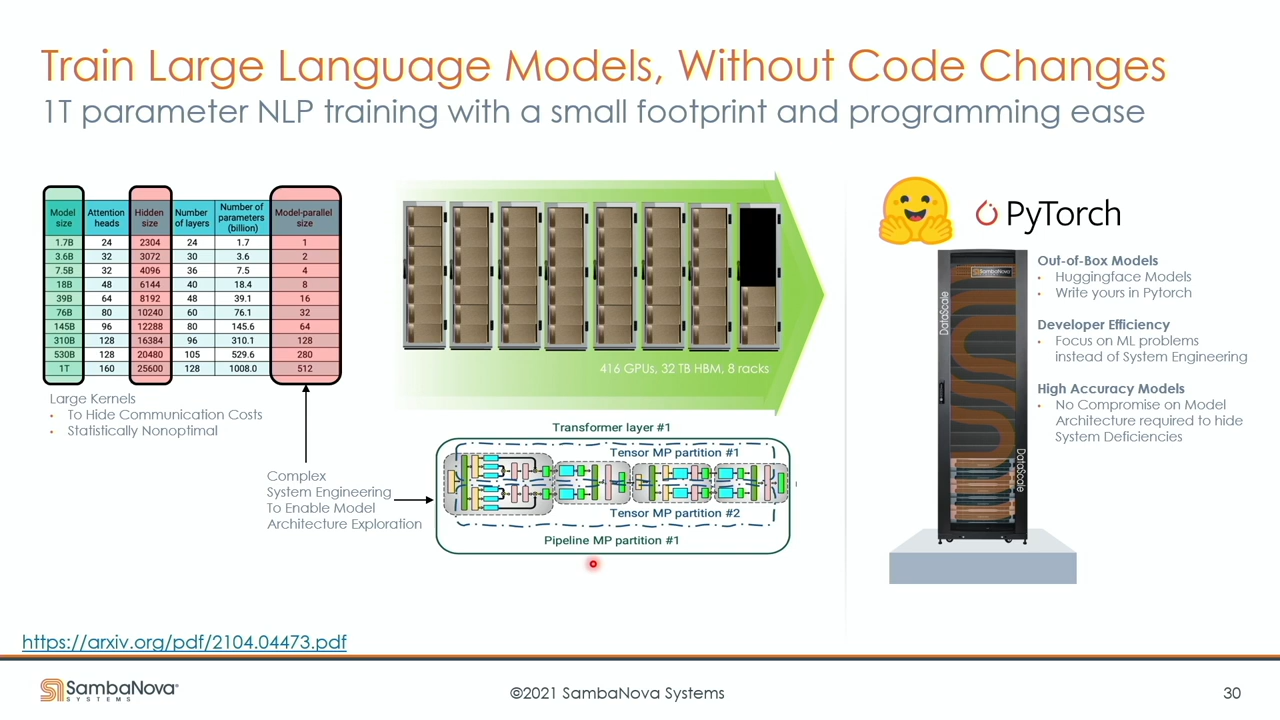 Train Large Language Models, Without Code Changes
1T parameter NLP training with a small footprint and programming ease
Model size Attention heads Hidden size Number of layers Number of parameters (billion) Model-parallel size
1.7B 24 2304 24 1.7 1
3.6B 32 3072 30 3.6 2
7.5B 32 4096 36 7.5 4
18B 48 6144 40 18.4 8
39B 64 8192 48 39.1 16
76B 80 10240 60 76.1 32
145B 96 12288 80 145.6 64
310B 128 16384 96 310.1 128
530B 128 20480 105 529.6 280
1T 160 25600 128 1008.0 512
Large Kernels
• To Hide Communication Costs
• Statistically Nonoptimal
Complex
System Engineering
To Enable Model
Architecture Exploration
416 GPUs, 32 TB HBM, 8 racks
Transformer layer #1
Tensor MP partition #1
Tensor MP partition #2
Pipeline MP partition #1
PyTorch
SambaNova
DataScale
DataScale
Out-of-Box Models
• Huggingface Models
• Write yours in Pytorch
Developer Efficiency
• Focus on ML problems
instead of System Engineering
High Accuracy Models
• No Compromise on Model
Architecture required to hide
System Deficiencies
https://arxiv.org/pdf/2104.04473.pdf
SambaNova®
SYSTEMS
©2021 SambaNova Systems
30